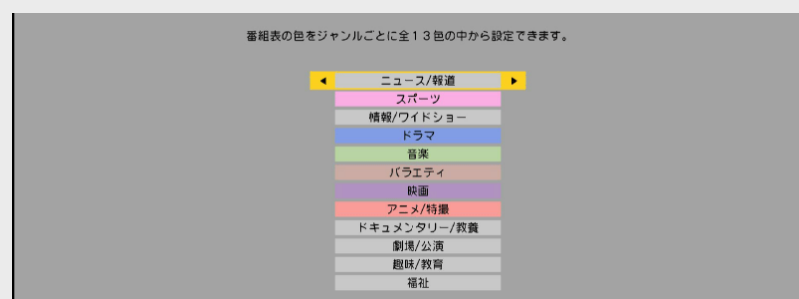 番組表の色をジャンルごとに全１３色の中から設定できます。
ニュース/報道
スポーツ
情報/ワイドショー
ドラマ
音楽
バラエティ
映画
アニメ/特撮
ドキュメンタリー/教養
劇場/公演
趣味/教育
福祉